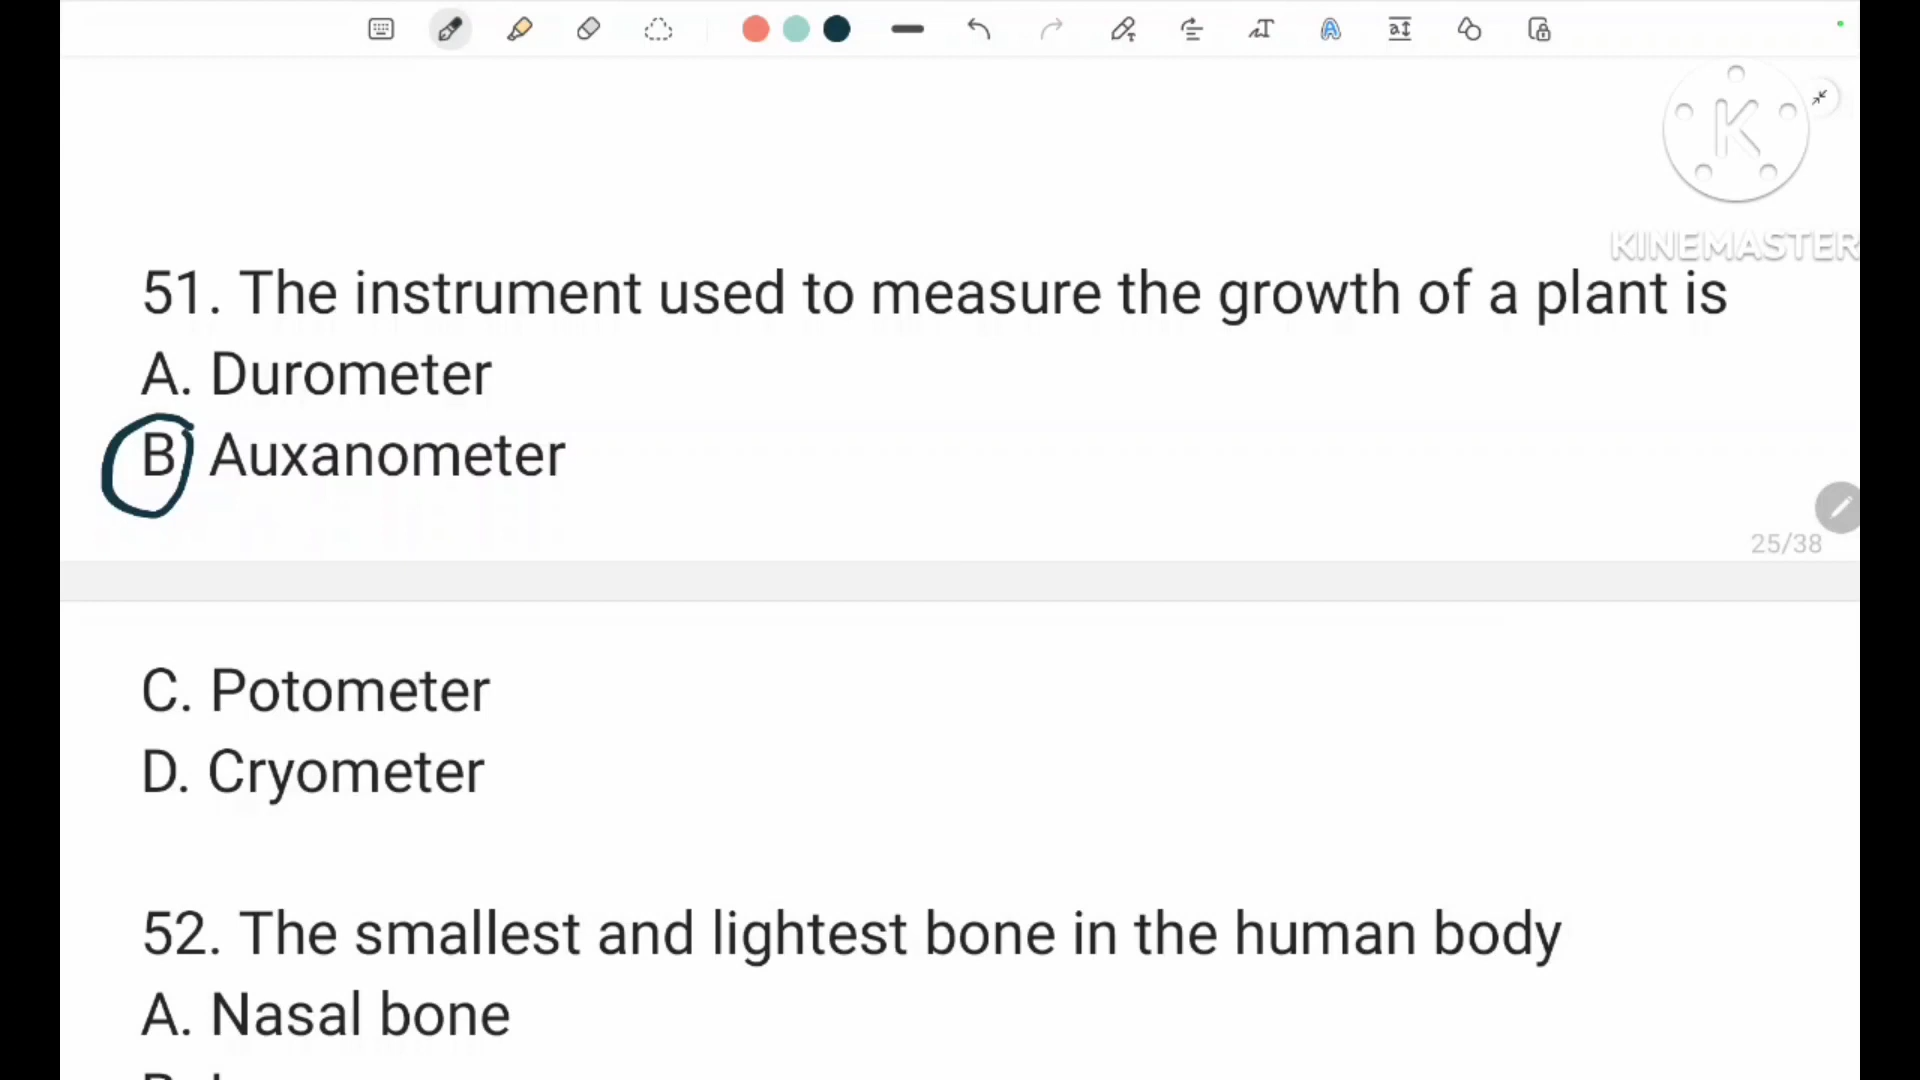 K
KINEMASTER
51. The instrument used to measure the growth of a plant is
A. Durometer
B Auxanometer
25/38
C. Potometer
D. Cryometer
52. The smallest and lightest bone in the human body
A. Nasal bone